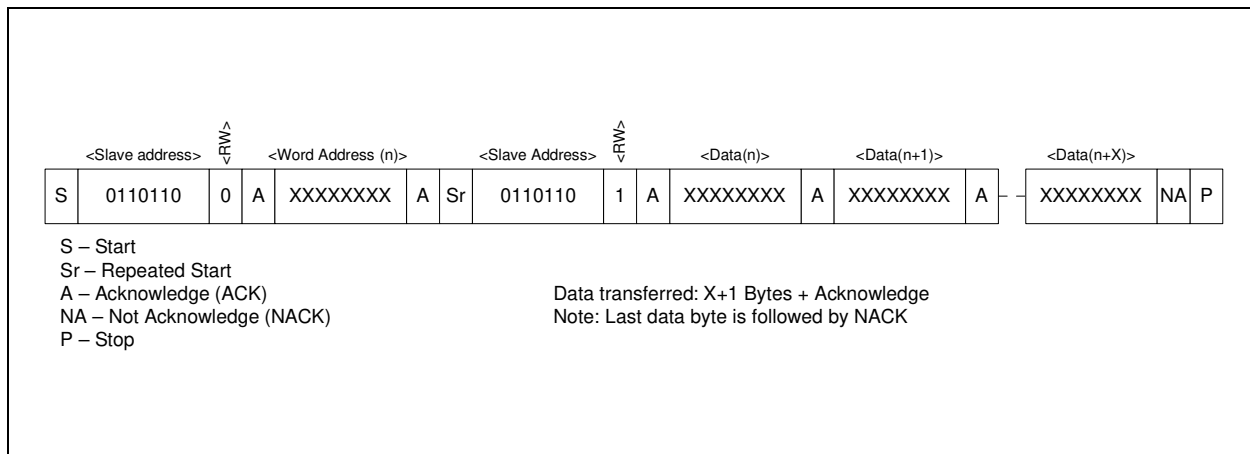 <Slave address> <RW> <Word Address (n)> <Slave Address> <RW> <Data(n)> <Data(n+1)> <Data(n+X)>
S 0110110 0 A XXXXXXXX A Sr 0110110 1 A XXXXXXXX A XXXXXXXX A XXXXXXXX NA P
S – Start
Sr – Repeated Start
A – Acknowledge (ACK)
NA – Not Acknowledge (NACK)
P – Stop
Data transferred: X+1 Bytes + Acknowledge
Note: Last data byte is followed by NACK